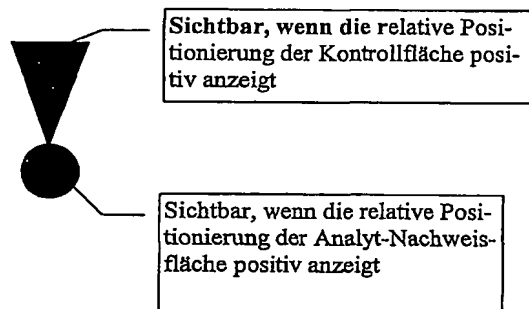 Sichtbar, wenn die relative Posi-
tionierung der Kontrollfläche posi-
tiv anzeigt
Sichtbar, wenn die relative Posi-
tionierung der Analyt-Nachweis-
fläche positiv anzeigt